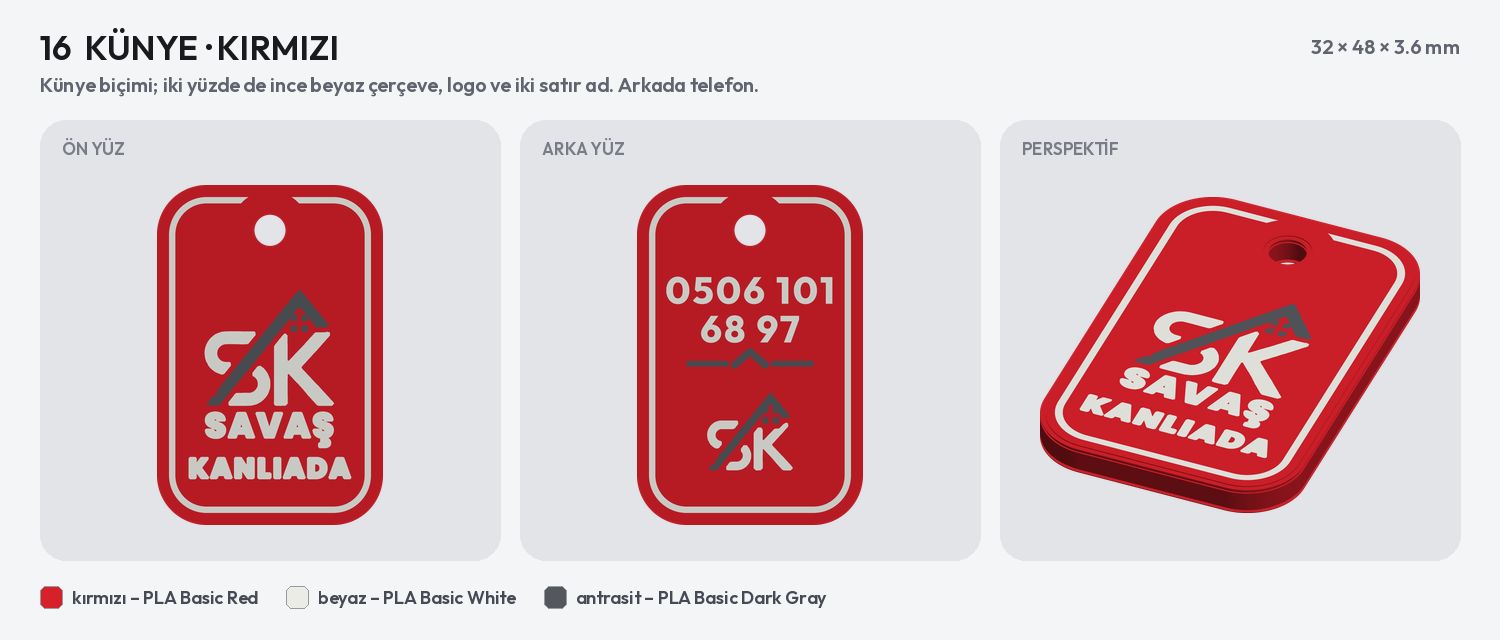 16 KÜNYE · KIRMIZI
32 × 48 × 3.6 mm
Künye biçimi; iki yüzde de ince beyaz çerçeve, logo ve iki satır ad. Arkada telefon.
ÖN YÜZ
SK
SAVAŞ
KANLIADA
ARKA YÜZ
0506 101
68 97
SK
PERSPEKTİF
SK
SAVAŞ
KANLIADA
kırmızı – PLA Basic Red
beyaz – PLA Basic White
antrasit – PLA Basic Dark Gray